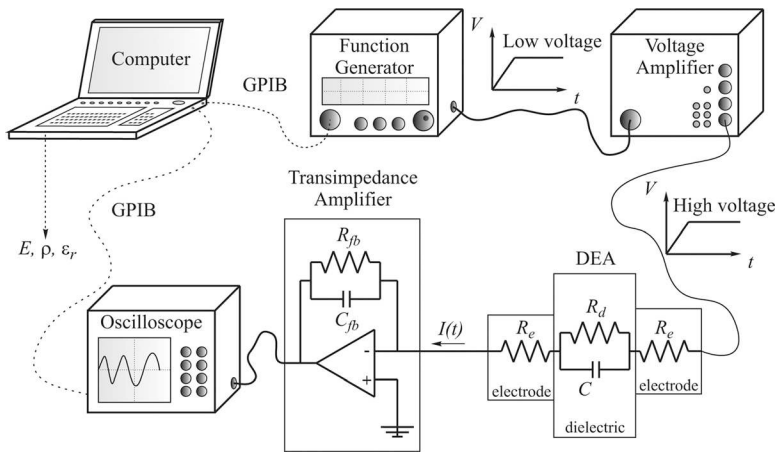 Computer
GPIB
Function
Generator
V
Low voltage
t
Voltage
Amplifier
GPIB
E, ρ, εr
Transimpedance
Amplifier
Rfb
Cfb
-
+
Oscilloscope
I(t)
V
High voltage
t
DEA
Re
Rd
Re
C
electrode
electrode
dielectric